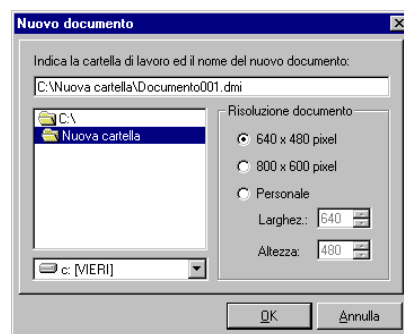 Nuovo documento
Indica la cartella di lavoro ed il nome del nuovo documento:
C:\Nuova cartella\Documento001.dmi
C:\
Nuova cartella
c: [VIERI]
Risoluzione documento
640 x 480 pixel
800 x 600 pixel
Personale
Larghez.: 640
Altezza: 480
OK
Annulla